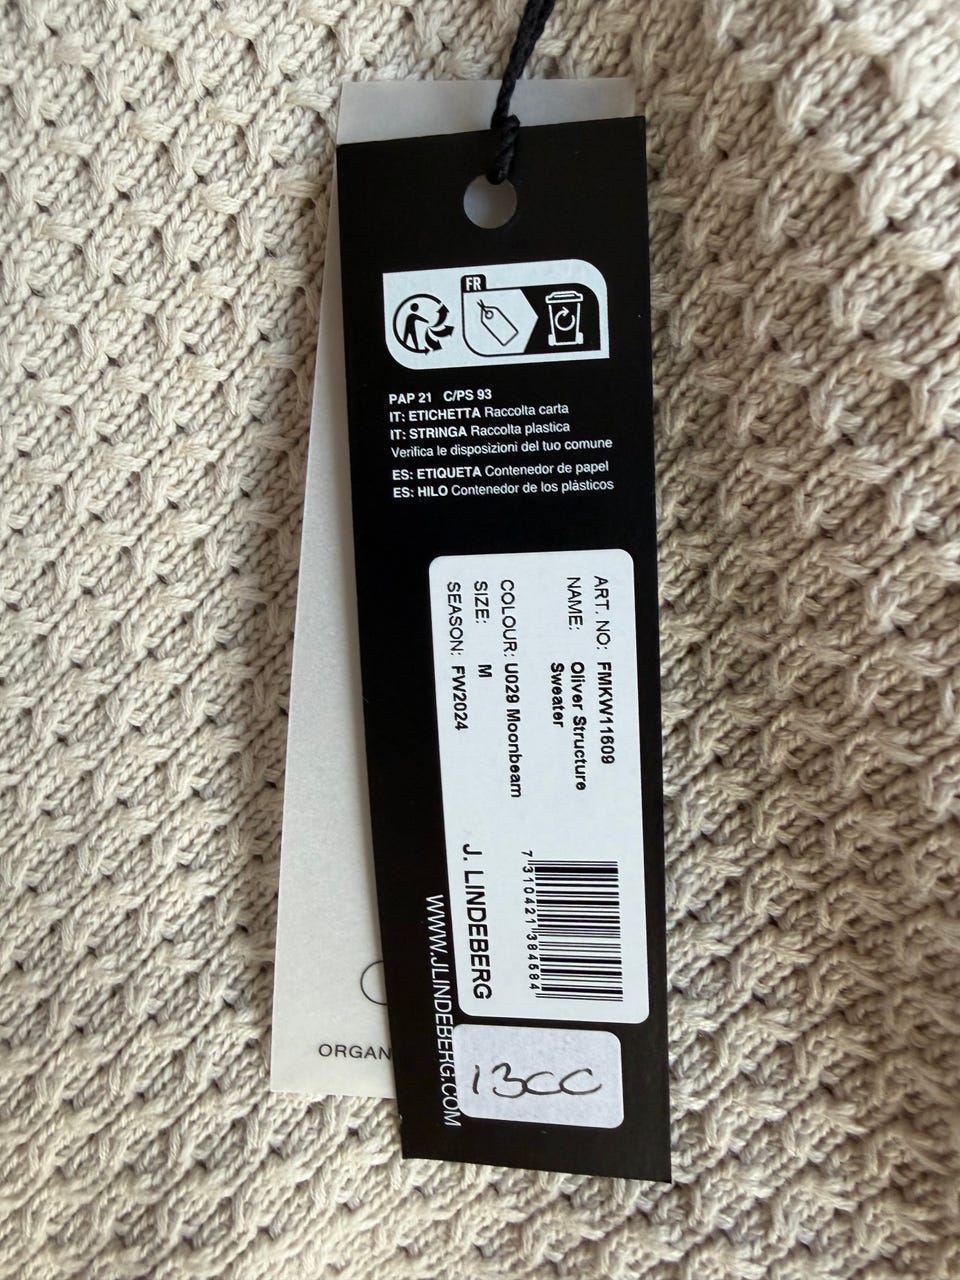 FR
PAP 21 C/PS 93
IT: ETICHETTA Raccolta carta
IT: STRINGA Raccolta plastica
Verifica le disposizioni del tuo comune
ES: ETIQUETA Contenedor de papel
ES: HILO Contenedor de los plásticos
ART. NO: FMKW11609
NAME: Oliver Structure
Sweater
COLOUR: U029 Moonbeam
SIZE: M
SEASON: FW2024
7 310421 384584
J. LINDEBERG
WWW.JLINDEBERG.COM
13CC
ORGAN